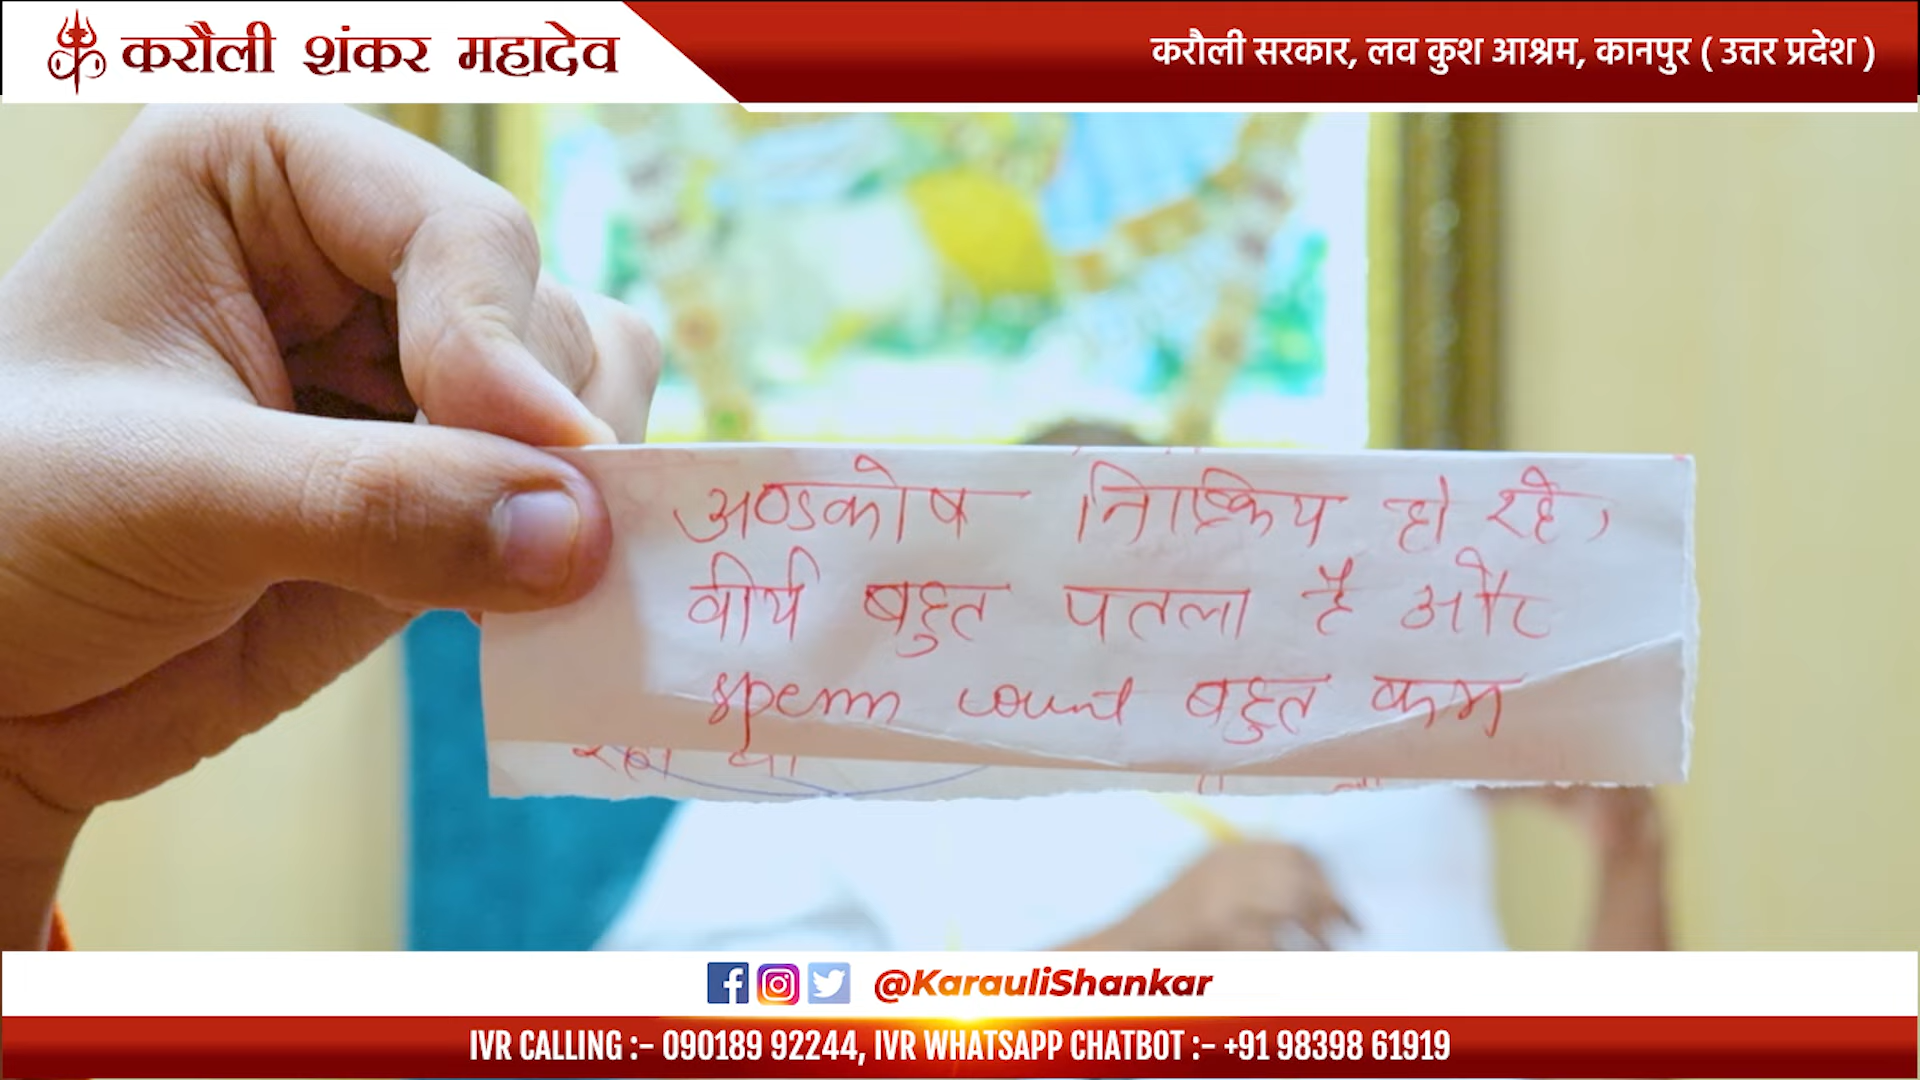 करौली शंकर महादेव
करौली सरकार, लव कुश आश्रम, कानपुर ( उत्तर प्रदेश )
अण्डकोष निष्क्रिय हो रहे,
वीर्य बहुत पतला है और
sperm count बहुत कम
@KarauliShankar
IVR CALLING :- 090189 92244, IVR WHATSAPP CHATBOT :- +91 98398 61919